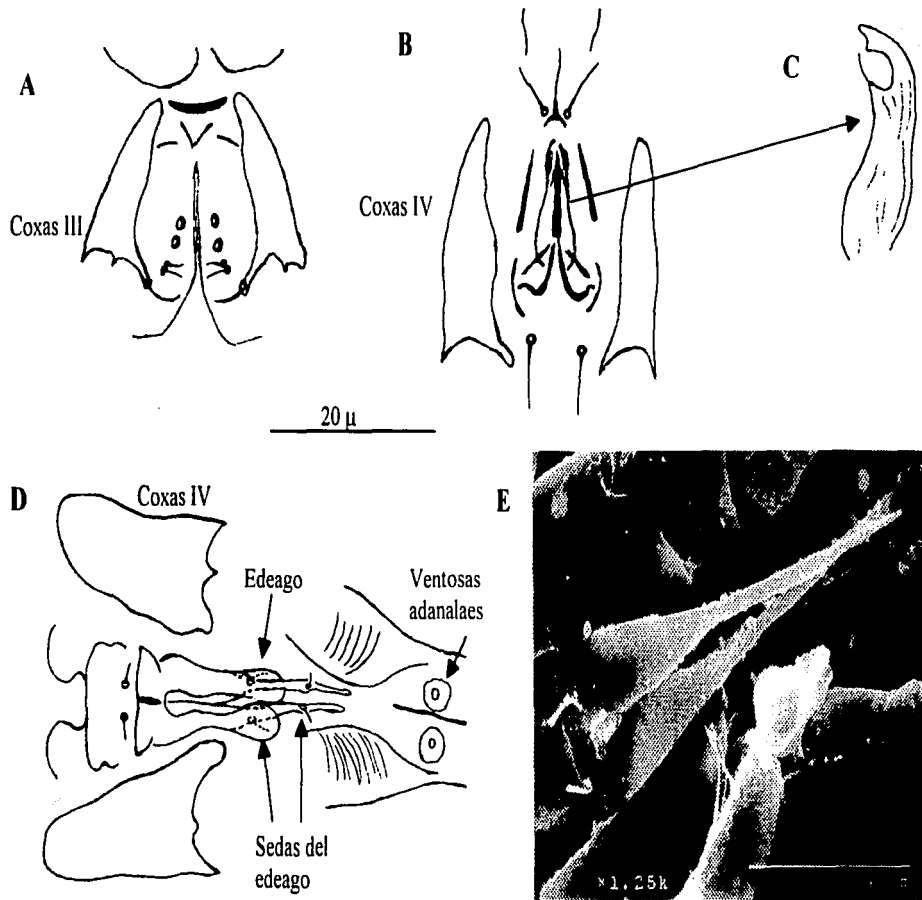 A
B
C
Coxas III
Coxas IV
20 µ
D
Coxas IV
E
Edeago
Ventosas
adanalaes
Sedas del
edeago
×1.25k